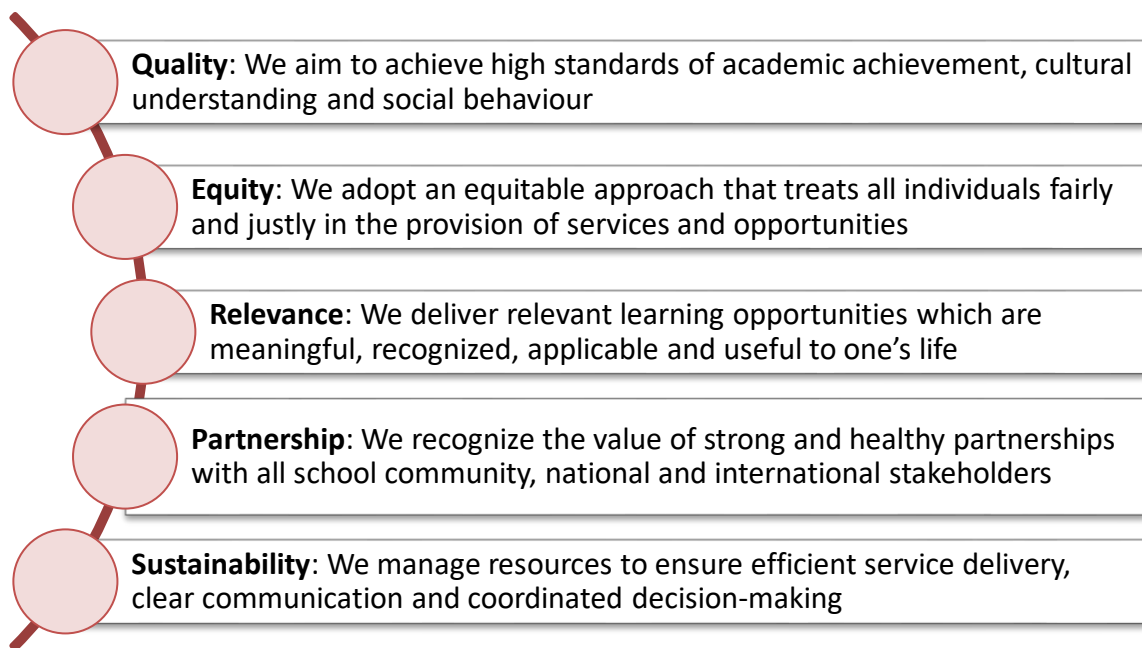 Quality: We aim to achieve high standards of academic achievement, cultural
understanding and social behaviour
Equity: We adopt an equitable approach that treats all individuals fairly
and justly in the provision of services and opportunities
Relevance: We deliver relevant learning opportunities which are
meaningful, recognized, applicable and useful to one’s life
Partnership: We recognize the value of strong and healthy partnerships
with all school community, national and international stakeholders
Sustainability: We manage resources to ensure efficient service delivery,
clear communication and coordinated decision-making